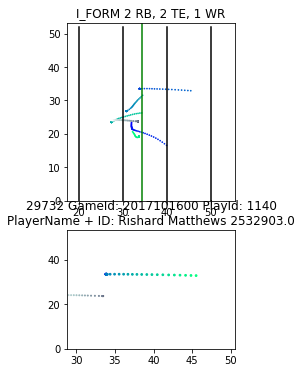 I_FORM 2 RB, 2 TE, 1 WR
50
40
30
20
10
0
20 30 40 50
29732 GameId: 2017101600 PlayId: 1140
PlayerName + ID: Rishard Matthews 2532903.0
40
20
0
30 35 40 45 50